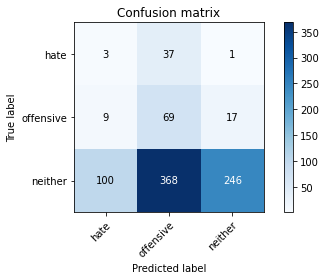 Confusion matrix
hate 3 37 1
offensive 9 69 17
neither 100 368 246
hate offensive neither
True label
Predicted label
350
300
250
200
150
100
50